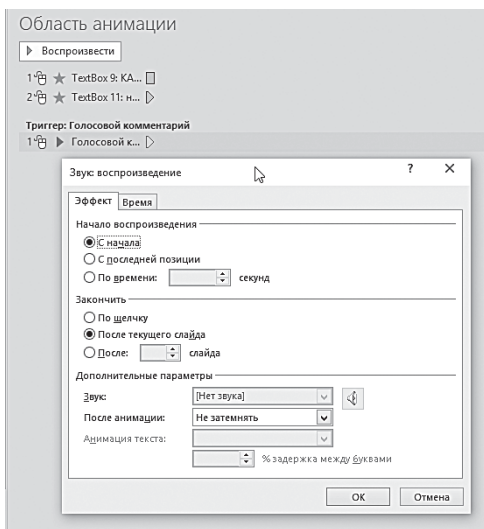 Область анимации
Воспроизвести
1 TextBox 9: КА...
2 TextBox 11: н...
Триггер: Голосовой комментарий
1 Голосовой к...
Звук: воспроизведение ? ×
Эффект Время
Начало воспроизведения
С начала
С последней позиции
По времени: секунд
Закончить
По щелчку
После текущего слайда
После: слайда
Дополнительные параметры
Звук: [Нет звука]
После анимации: Не затемнять
Анимация текста:
% задержка между буквами
ОК Отмена